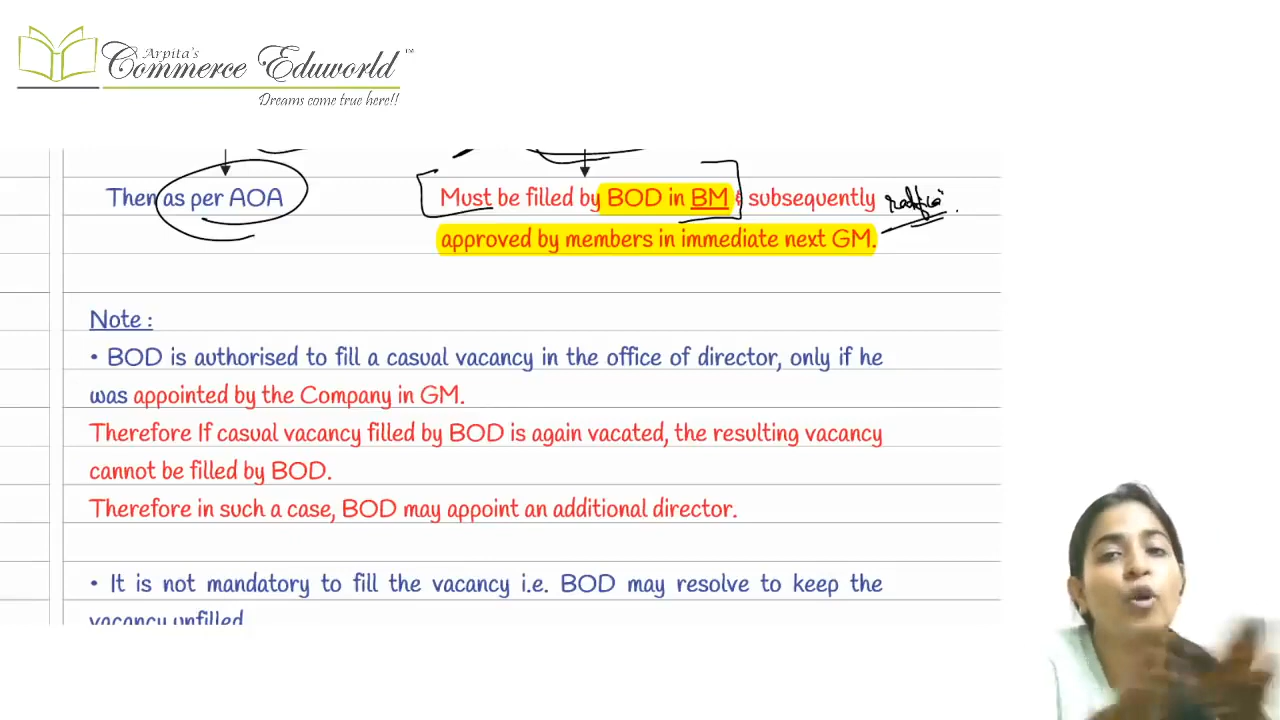 Arpita's
Commerce Eduworld™
Dreams come true here!!
Then as per AOA
Must be filled by BOD in BM & subsequently
approved by members in immediate next GM.
Note :
• BOD is authorised to fill a casual vacancy in the office of director, only if he
was appointed by the Company in GM.
Therefore If casual vacancy filled by BOD is again vacated, the resulting vacancy
cannot be filled by BOD.
Therefore in such a case, BOD may appoint an additional director.
• It is not mandatory to fill the vacancy i.e. BOD may resolve to keep the
vacancy unfilled